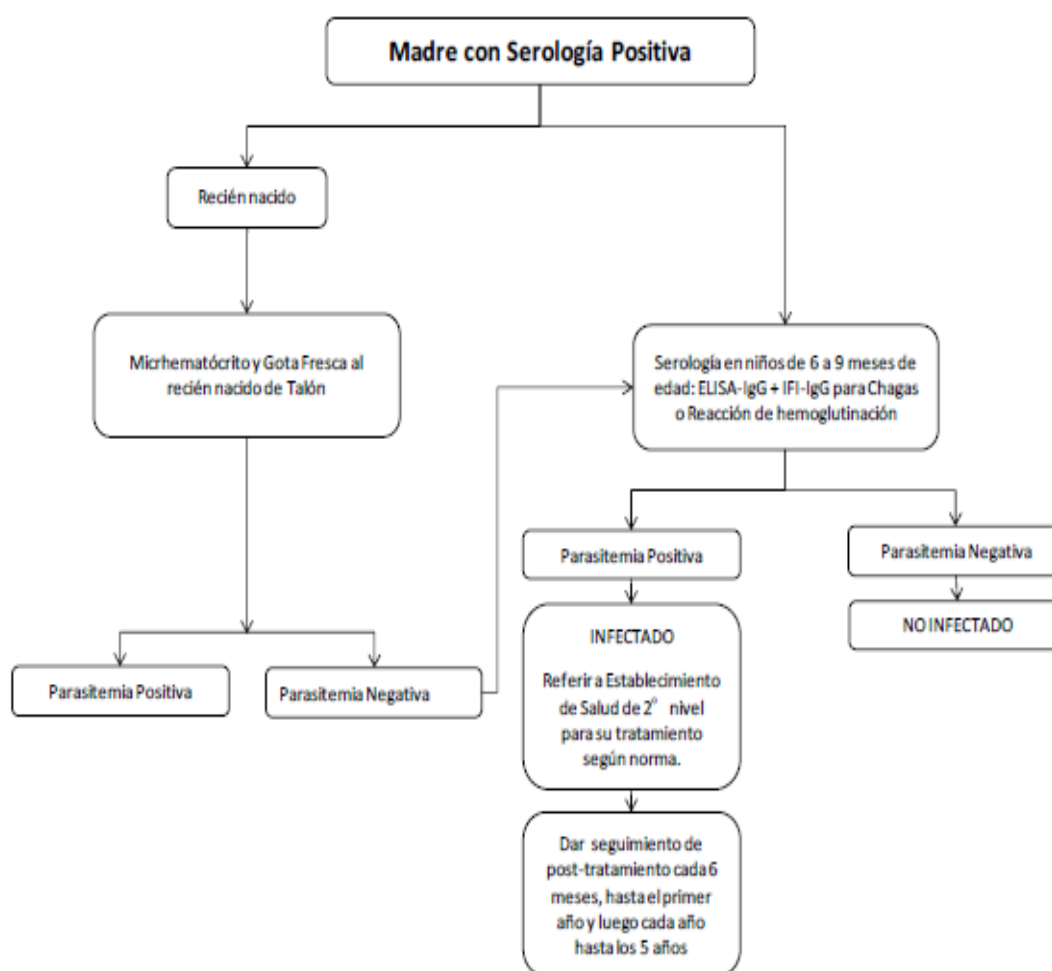 Madre con Serología Positiva
Recién nacido
Micrhematócrito y Gota Fresca al
recién nacido de Talón
Serología en niños de 6 a 9 meses de
edad: ELISA-IgG + IFI-IgG para Chagas
o Reacción de hemoglutinación
Parasitemia Positiva
Parasitemia Negativa
Parasitemia Positiva
Parasitemia Negativa
NO INFECTADO
INFECTADO
Referir a Establecimiento
de Salud de 2° nivel
para su tratamiento
según norma.
Dar seguimiento de
post-tratamiento cada 6
meses, hasta el primer
año y luego cada año
hasta los 5 años